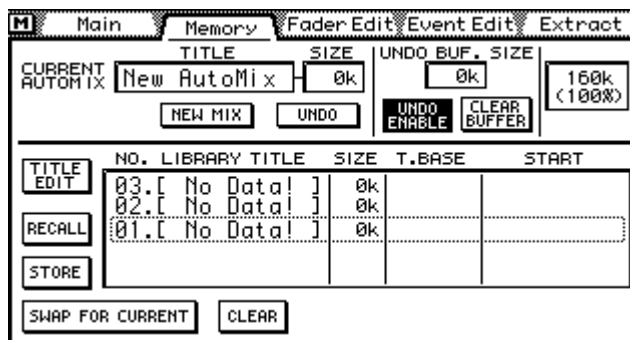 M Main Memory Fader Edit Event Edit Extract
TITLE SIZE UNDO BUF. SIZE
CURRENT AUTOMIX New AutoMix 0k 0k 160k (100%)
NEW MIX UNDO UNDO ENABLE CLEAR BUFFER
NO. LIBRARY TITLE SIZE T.BASE START
TITLE EDIT
03.[ No Data! ] 0k
02.[ No Data! ] 0k
RECALL 01.[ No Data! ] 0k
STORE
SWAP FOR CURRENT CLEAR